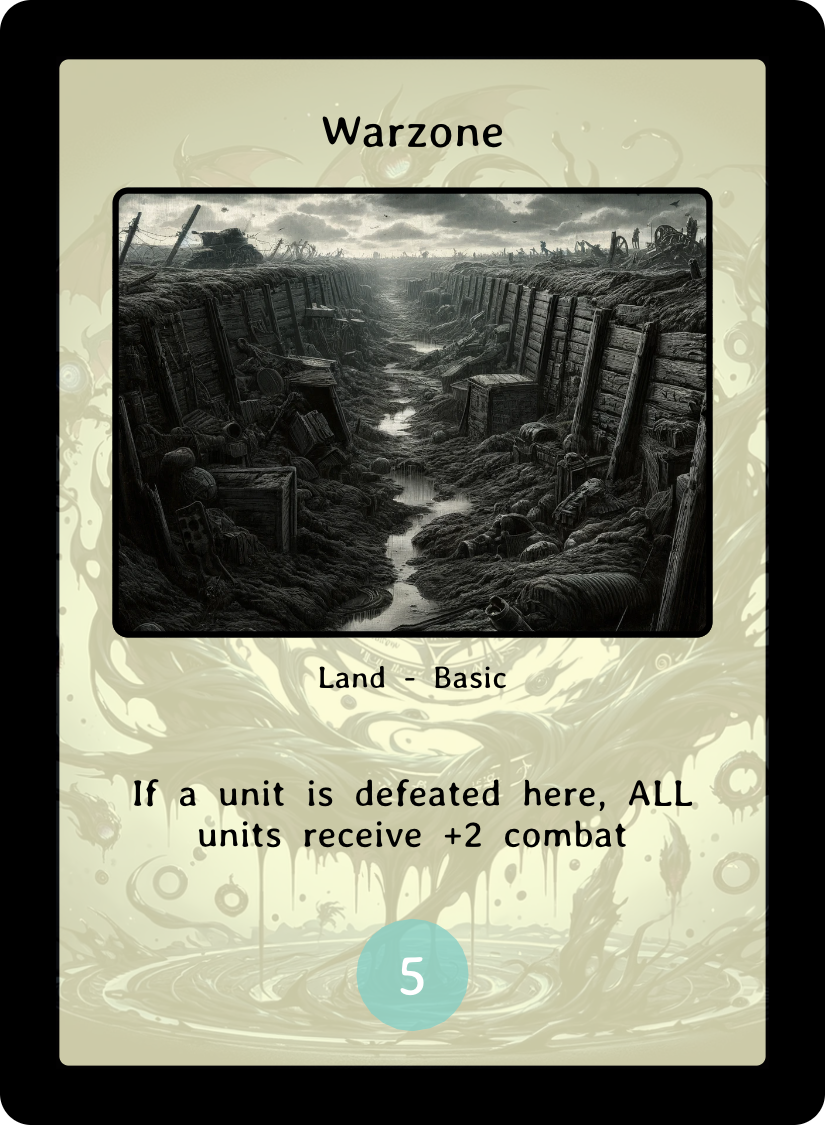 Warzone
Land - Basic
If a unit is defeated here, ALL
units receive +2 combat
5